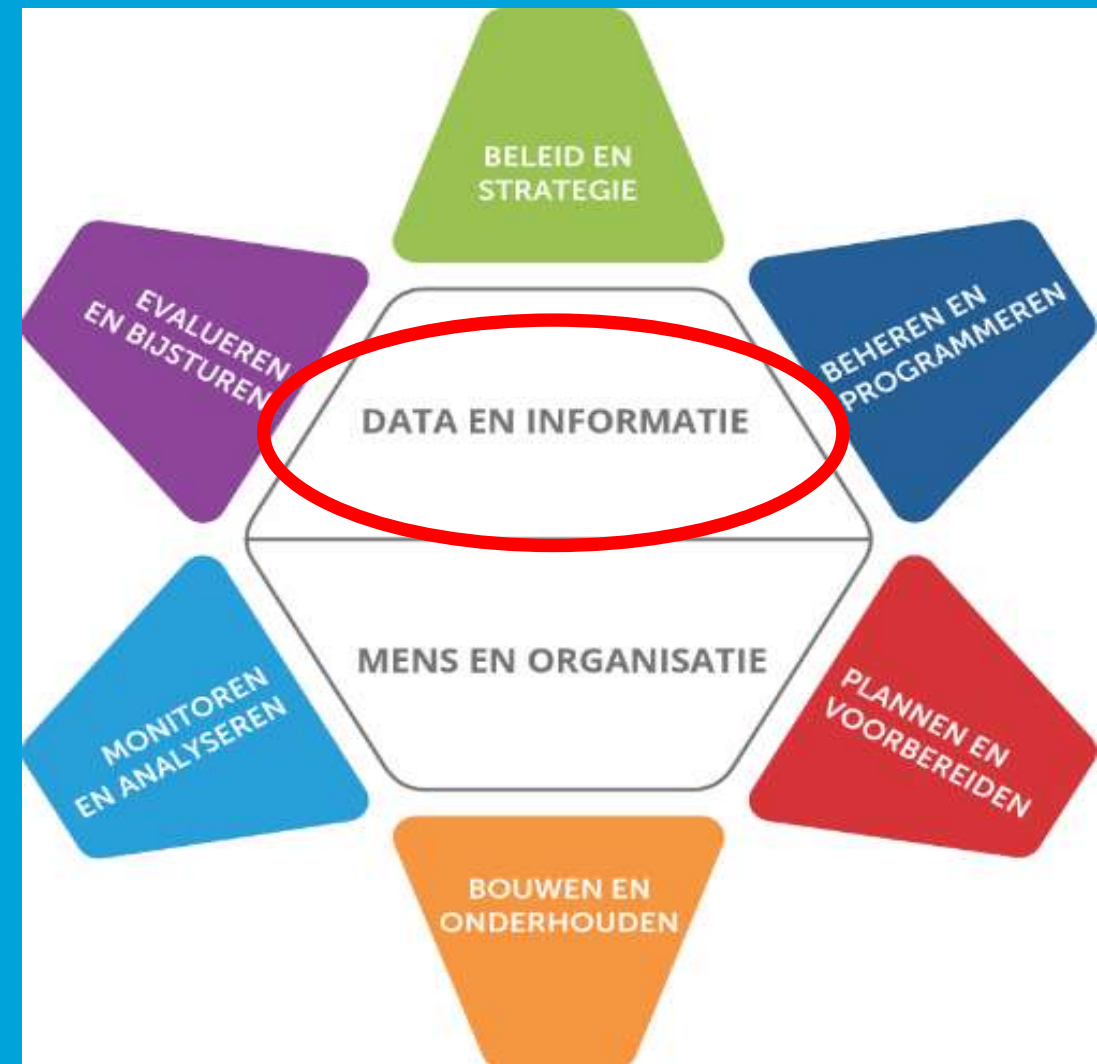 BELEID EN
STRATEGIE
EVALUEREN
EN BIJSTUREN
BEHEREN EN
PROGRAMMEREN
DATA EN INFORMATIE
MENS EN ORGANISATIE
MONITOREN
EN ANALYSEREN
PLANNEN EN
VOORBEREIDEN
BOUWEN EN
ONDERHOUDEN